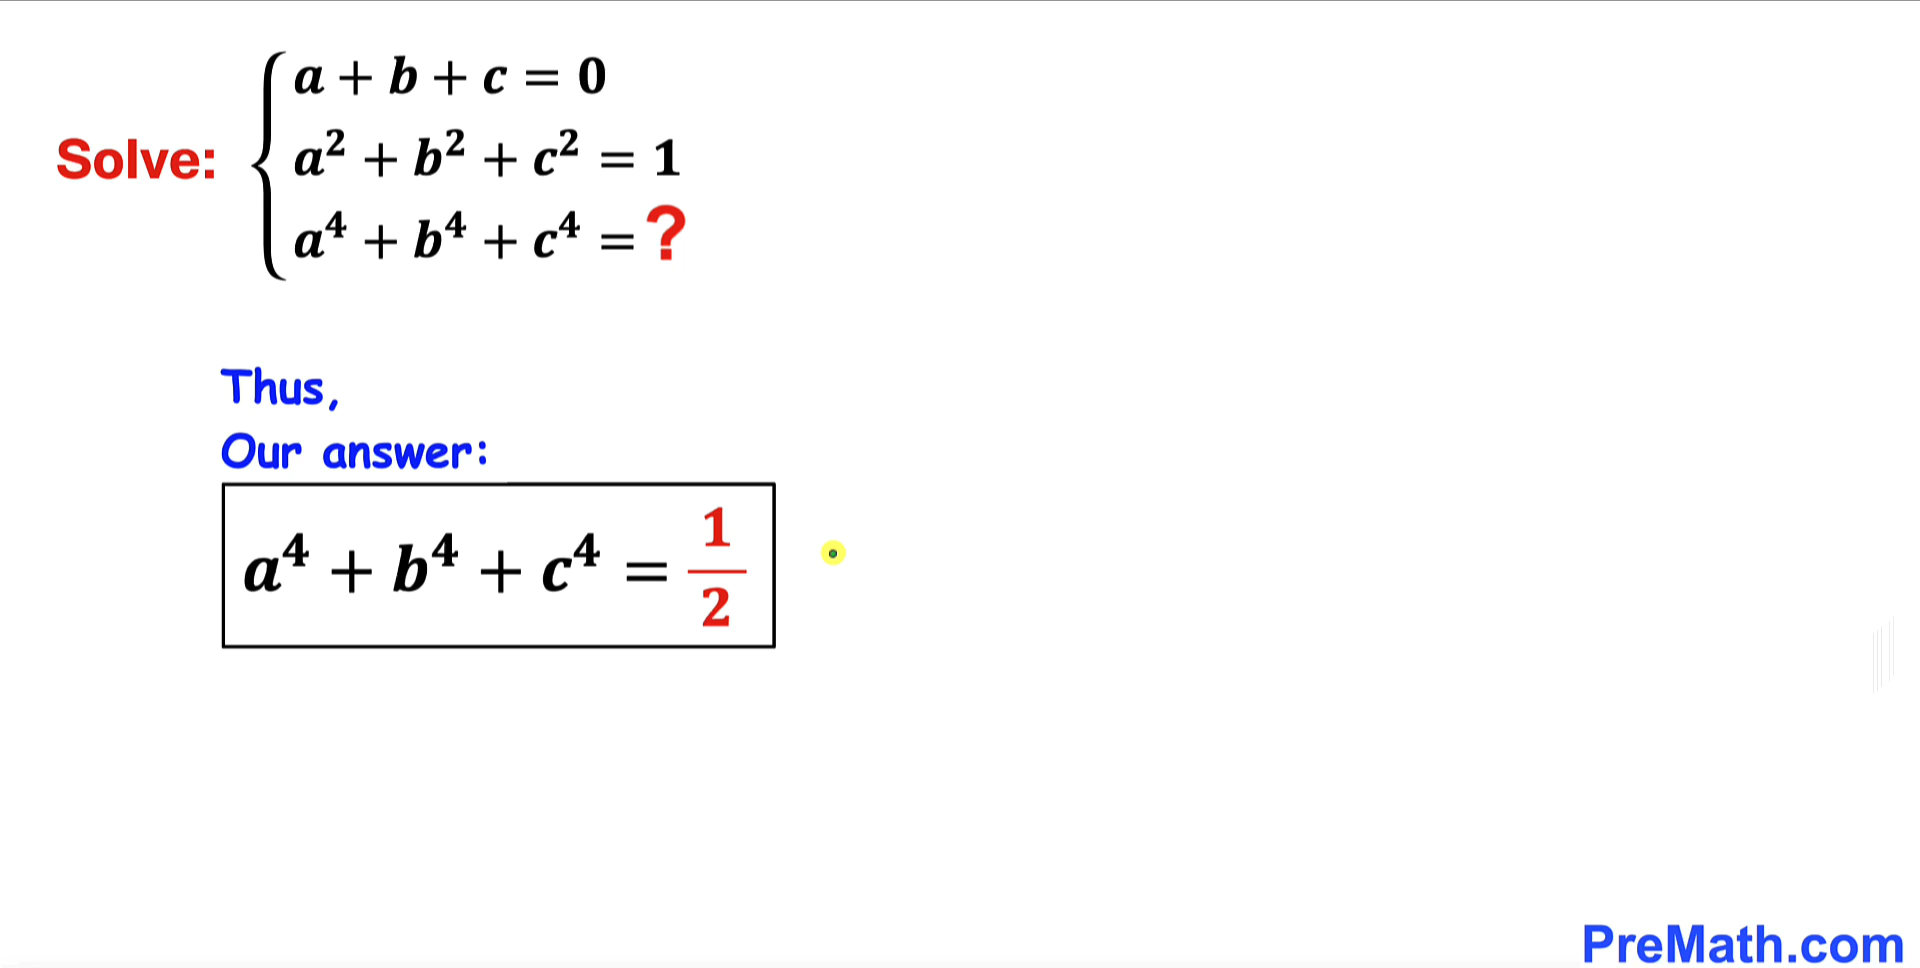 Solve:
a + b + c = 0
a² + b² + c² = 1
a⁴ + b⁴ + c⁴ = ?
Thus,
Our answer:
a⁴ + b⁴ + c⁴ = 1/2
PreMath.com